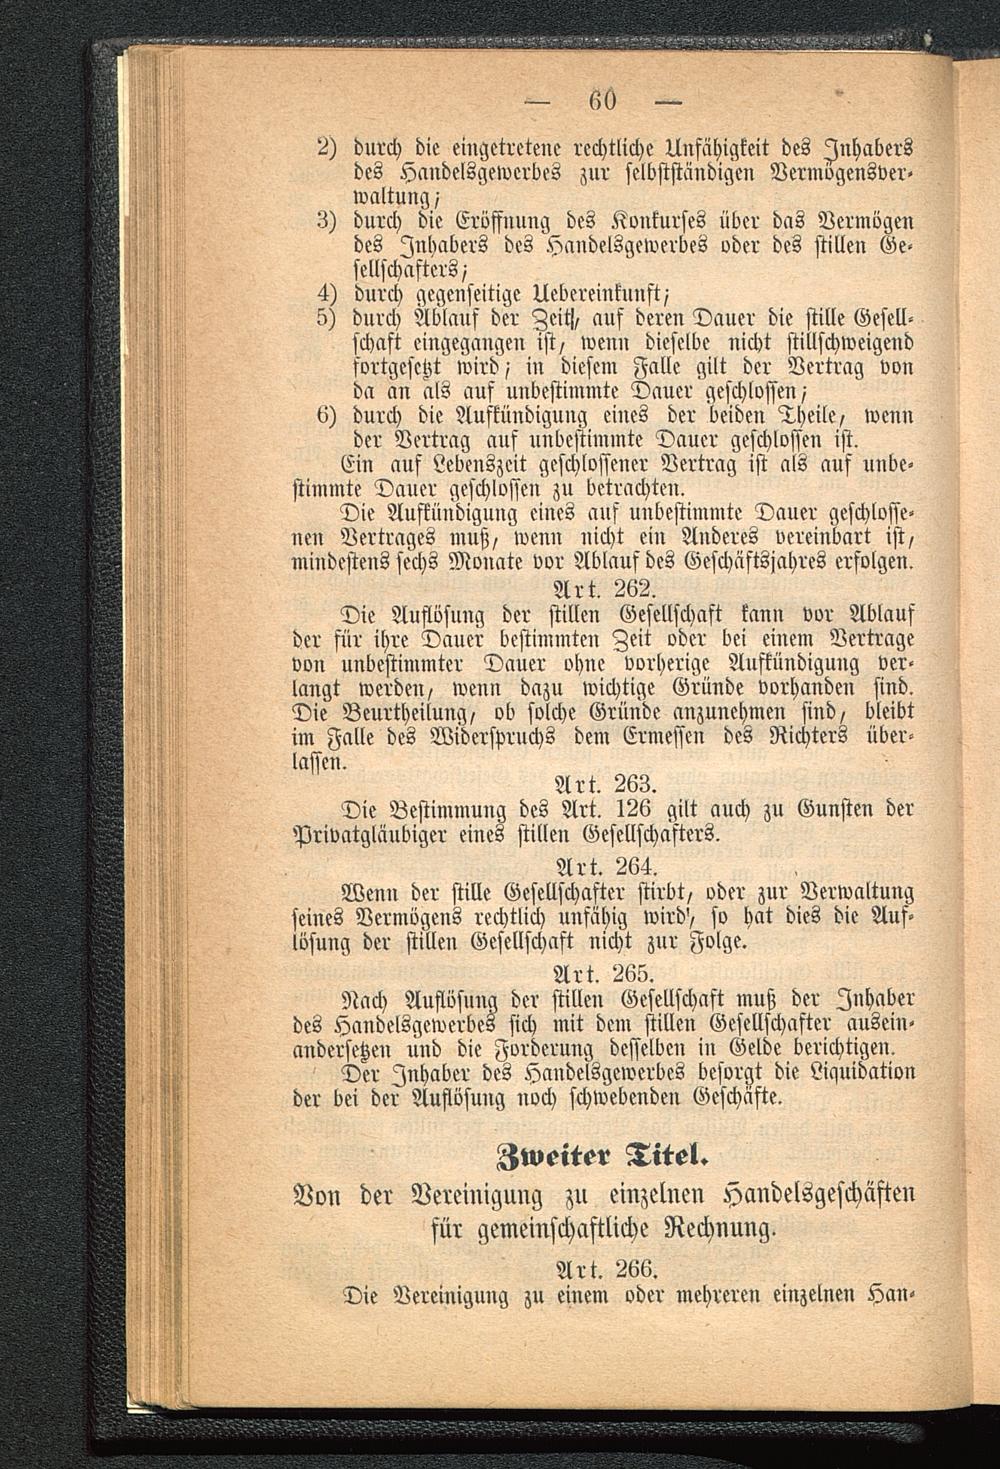 — 60 —
2) durch die eingetretene rechtliche Unfähigkeit des Inhabers
des Handelsgewerbes zur selbstständigen Vermögensver-
waltung;
3) durch die Eröffnung des Konkurses über das Vermögen
des Inhabers des Handelsgewerbes oder des stillen Ge-
sellschafters;
4) durch gegenseitige Uebereinkunft;
5) durch Ablauf der Zeit, auf deren Dauer die stille Gesell-
schaft eingegangen ist, wenn dieselbe nicht stillschweigend
fortgesetzt wird; in diesem Falle gilt der Vertrag von
da an als auf unbestimmte Dauer geschlossen;
6) durch die Aufkündigung eines der beiden Theile, wenn
der Vertrag auf unbestimmte Dauer geschlossen ist.
Ein auf Lebenszeit geschlossener Vertrag ist als auf unbe-
stimmte Dauer geschlossen zu betrachten.
Die Aufkündigung eines auf unbestimmte Dauer geschlosse-
nen Vertrages muß, wenn nicht ein Anderes vereinbart ist,
mindestens sechs Monate vor Ablauf des Geschäftsjahres erfolgen.
Art. 262.
Die Auflösung der stillen Gesellschaft kann vor Ablauf
der für ihre Dauer bestimmten Zeit oder bei einem Vertrage
von unbestimmter Dauer ohne vorherige Aufkündigung ver-
langt werden, wenn dazu wichtige Gründe vorhanden sind.
Die Beurtheilung, ob solche Gründe anzunehmen sind, bleibt
im Falle des Widerspruchs dem Ermessen des Richters über-
lassen.
Art. 263.
Die Bestimmung des Art. 126 gilt auch zu Gunsten der
Privatgläubiger eines stillen Gesellschafters.
Art. 264.
Wenn der stille Gesellschafter stirbt, oder zur Verwaltung
seines Vermögens rechtlich unfähig wird, so hat dies die Auf-
lösung der stillen Gesellschaft nicht zur Folge.
Art. 265.
Nach Auflösung der stillen Gesellschaft muß der Inhaber
des Handelsgewerbes sich mit dem stillen Gesellschafter ausein-
andersetzen und die Forderung desselben in Gelde berichtigen.
Der Inhaber des Handelsgewerbes besorgt die Liquidation
der bei der Auflösung noch schwebenden Geschäfte.
Zweiter Titel.
Von der Vereinigung zu einzelnen Handelsgeschäften
für gemeinschaftliche Rechnung.
Art. 266.
Die Vereinigung zu einem oder mehreren einzelnen Han-